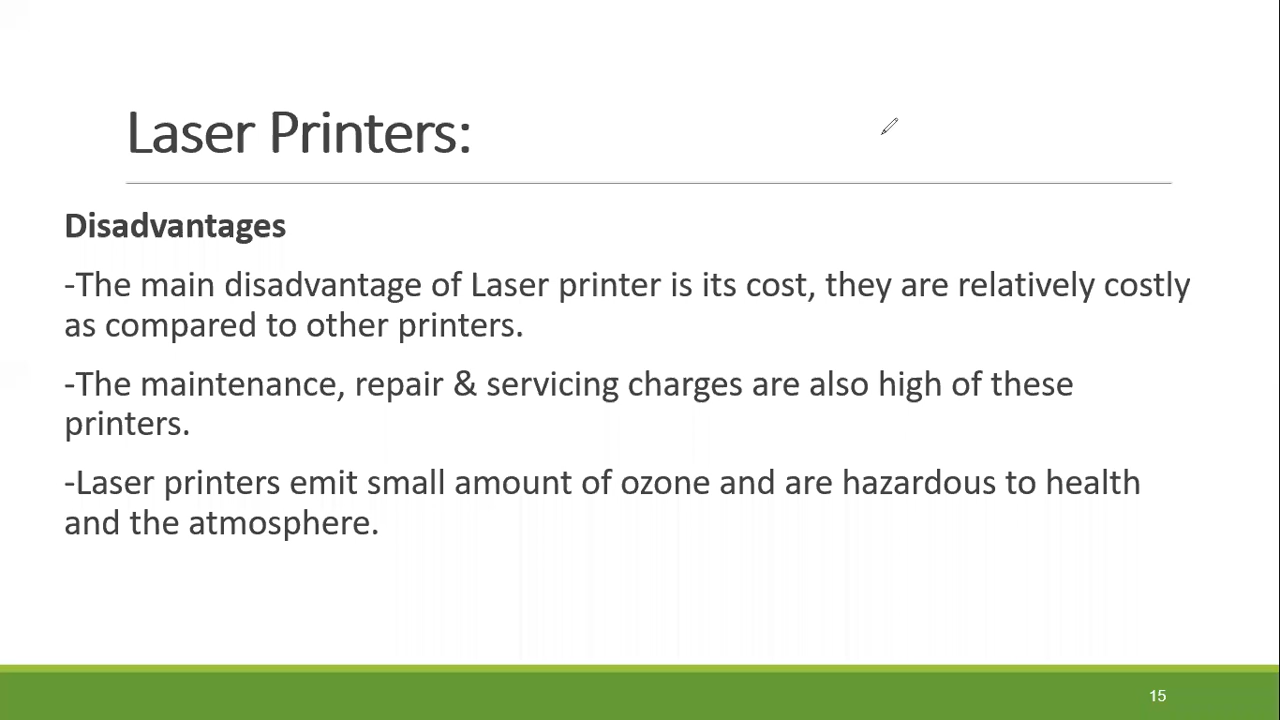 Laser Printers:
Disadvantages
-The main disadvantage of Laser printer is its cost, they are relatively costly
as compared to other printers.
-The maintenance, repair & servicing charges are also high of these
printers.
-Laser printers emit small amount of ozone and are hazardous to health
and the atmosphere.
15